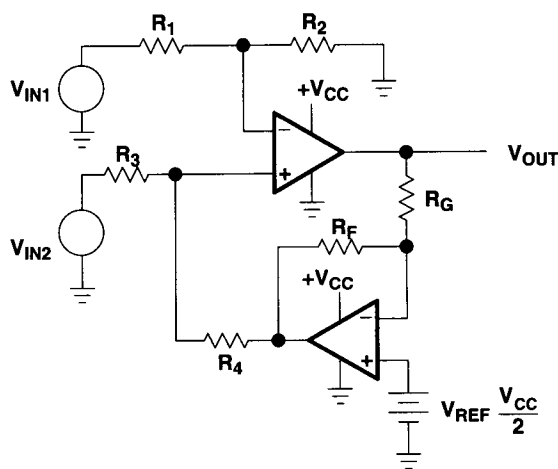 R1
R2
VIN1
+VCC
−
+
VOUT
R3
RG
VIN2
RF
+VCC
−
+
R4
VREF VCC/2